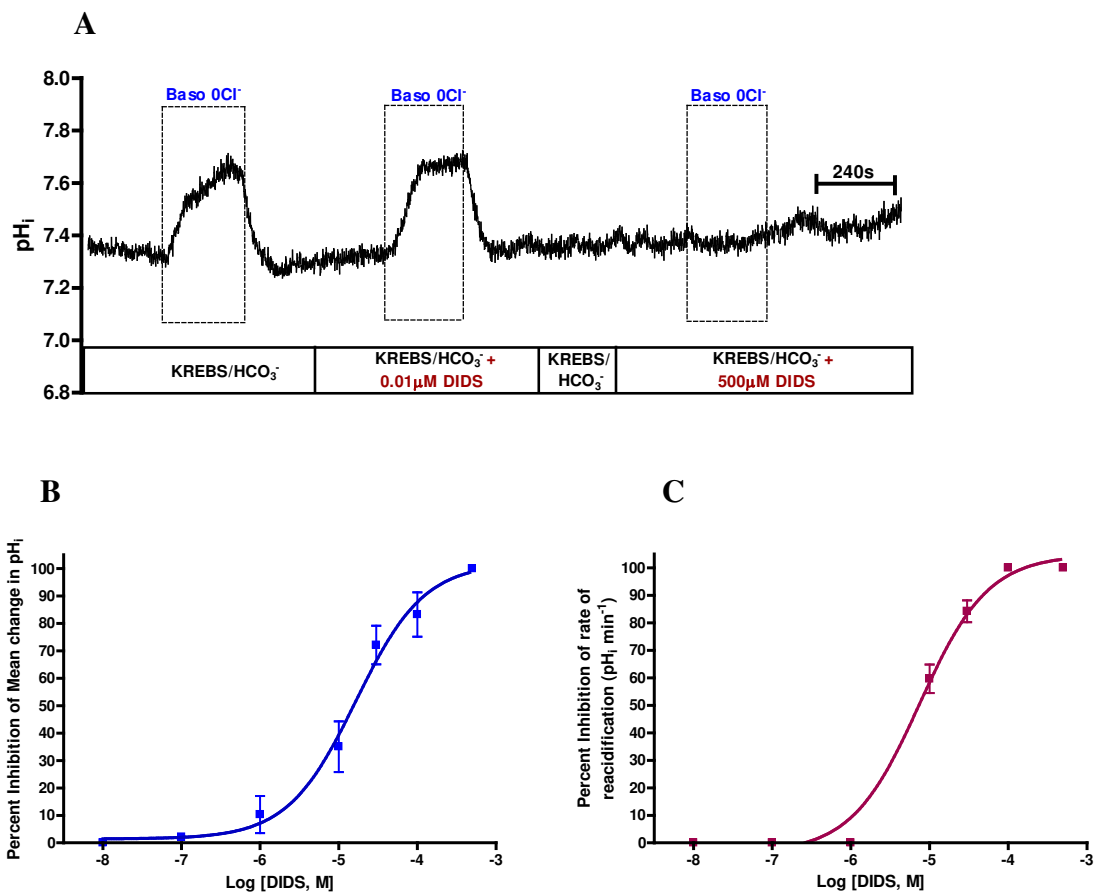 A
pHᵢ
8.0
7.8
7.6
7.4
7.2
7.0
6.8
Baso 0Cl⁻
Baso 0Cl⁻
Baso 0Cl⁻
240s
KREBS/HCO₃⁻
KREBS/HCO₃⁻ +
0.01μM DIDS
KREBS/
HCO₃⁻
KREBS/HCO₃⁻ +
500μM DIDS
B
Percent Inhibition of Mean change in pHᵢ
100
90
80
70
60
50
40
30
20
10
0
-8
-7
-6
-5
-4
-3
Log [DIDS, M]
C
Percent Inhibition of rate of
reacidification (pHᵢ min⁻¹)
100
90
80
70
60
50
40
30
20
10
0
-8
-7
-6
-5
-4
-3
Log [DIDS, M]